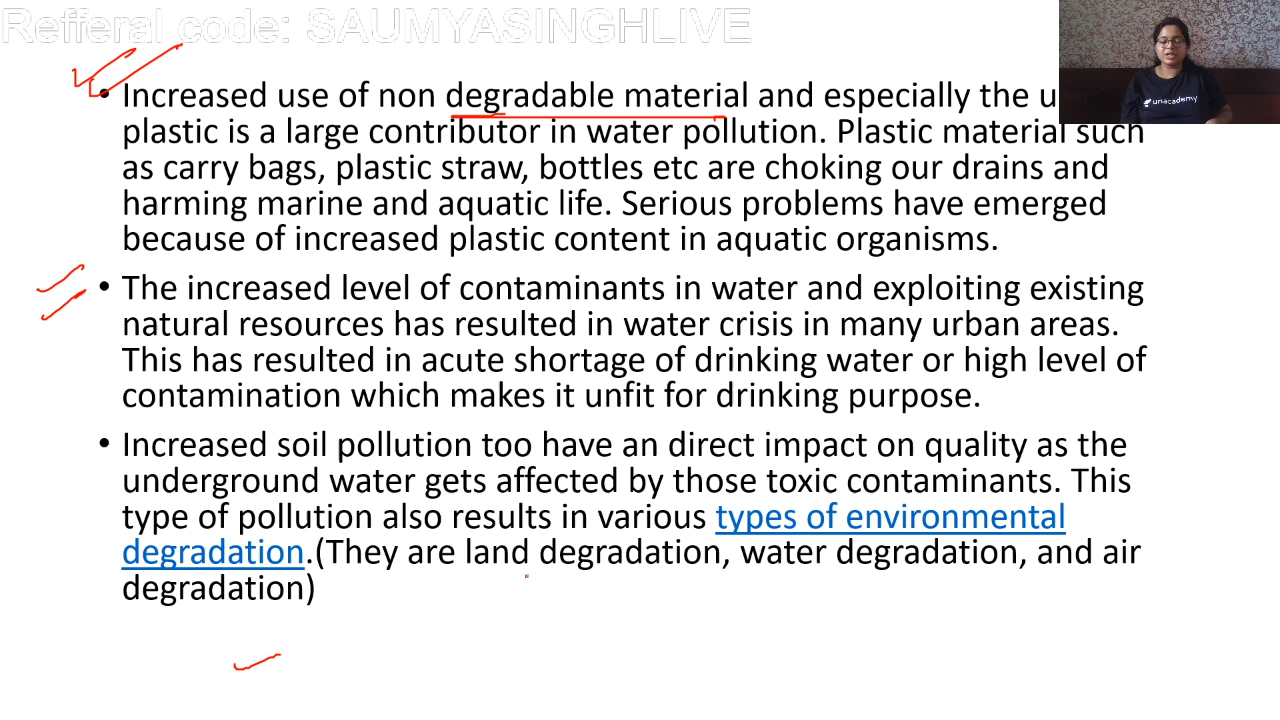 Refferal code: SAUMYASINGHLIVE
• Increased use of non degradable material and especially the u
plastic is a large contributor in water pollution. Plastic material such
as carry bags, plastic straw, bottles etc are choking our drains and
harming marine and aquatic life. Serious problems have emerged
because of increased plastic content in aquatic organisms.
• The increased level of contaminants in water and exploiting existing
natural resources has resulted in water crisis in many urban areas.
This has resulted in acute shortage of drinking water or high level of
contamination which makes it unfit for drinking purpose.
• Increased soil pollution too have an direct impact on quality as the
underground water gets affected by those toxic contaminants. This
type of pollution also results in various types of environmental
degradation.(They are land degradation, water degradation, and air
degradation)
unacademy